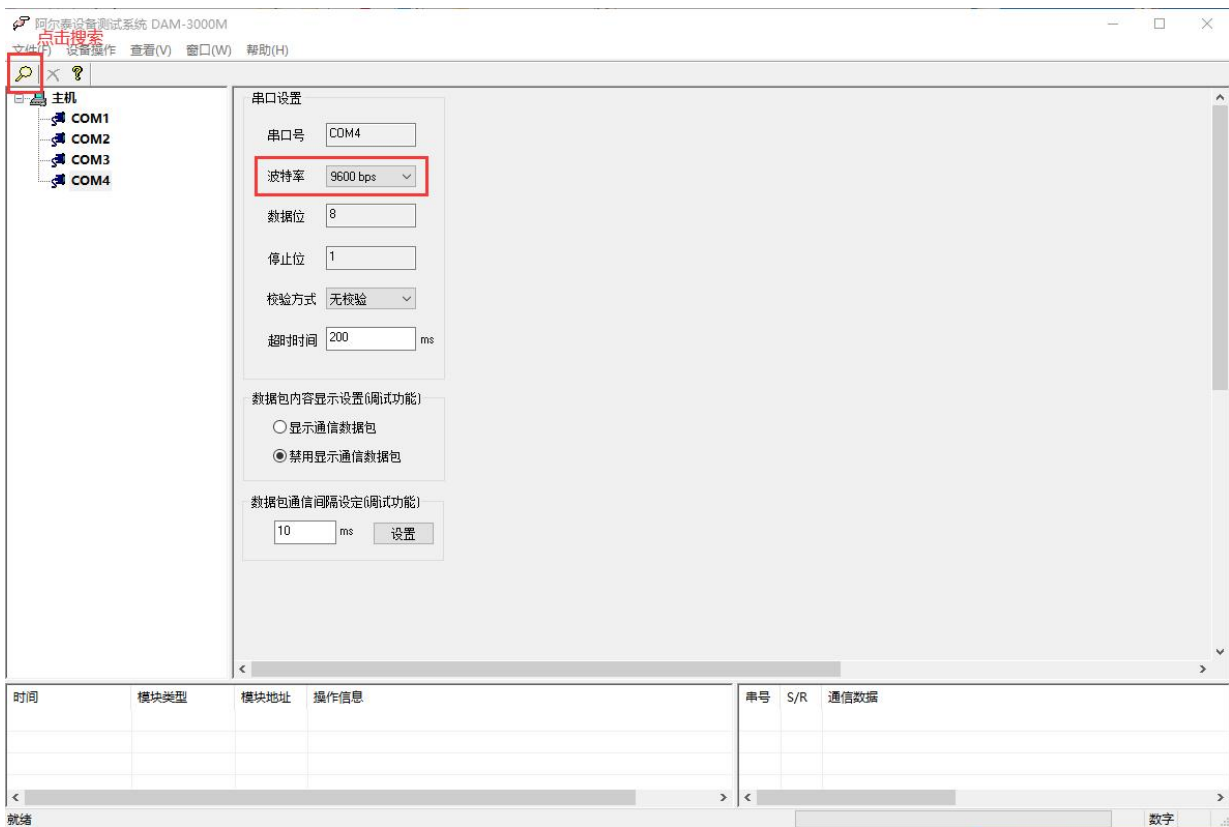 阿尔泰设备测试系统 DAM-3000M
点击搜索
文件(F) 设备操作 查看(V) 窗口(W) 帮助(H)
主机
COM1
COM2
COM3
COM4
串口设置
串口号 COM4
波特率 9600 bps
数据位 8
停止位 1
校验方式 无校验
超时时间 200 ms
数据包内容显示设置(调试功能)
显示通信数据包
禁用显示通信数据包
数据包通信间隔设定(调试功能)
10 ms 设置
时间 模块类型 模块地址 操作信息
串号 S/R 通信数据
就绪 数字